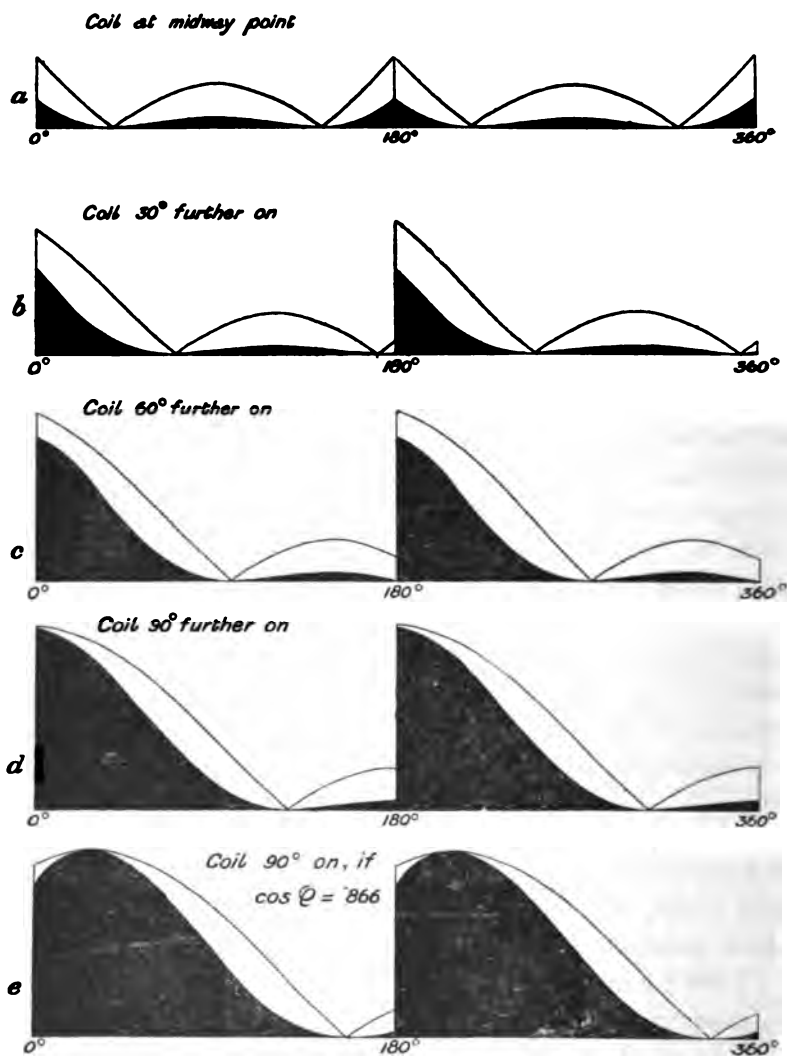 Coil at midway point
a
0° 180° 360°
Coil 30° further on
b
0° 180° 360°
Coil 60° further on
c
0° 180° 360°
Coil 90° further on
d
0° 180° 360°
Coil 90° on, if
cos φ = ·866
e
0° 180° 360°